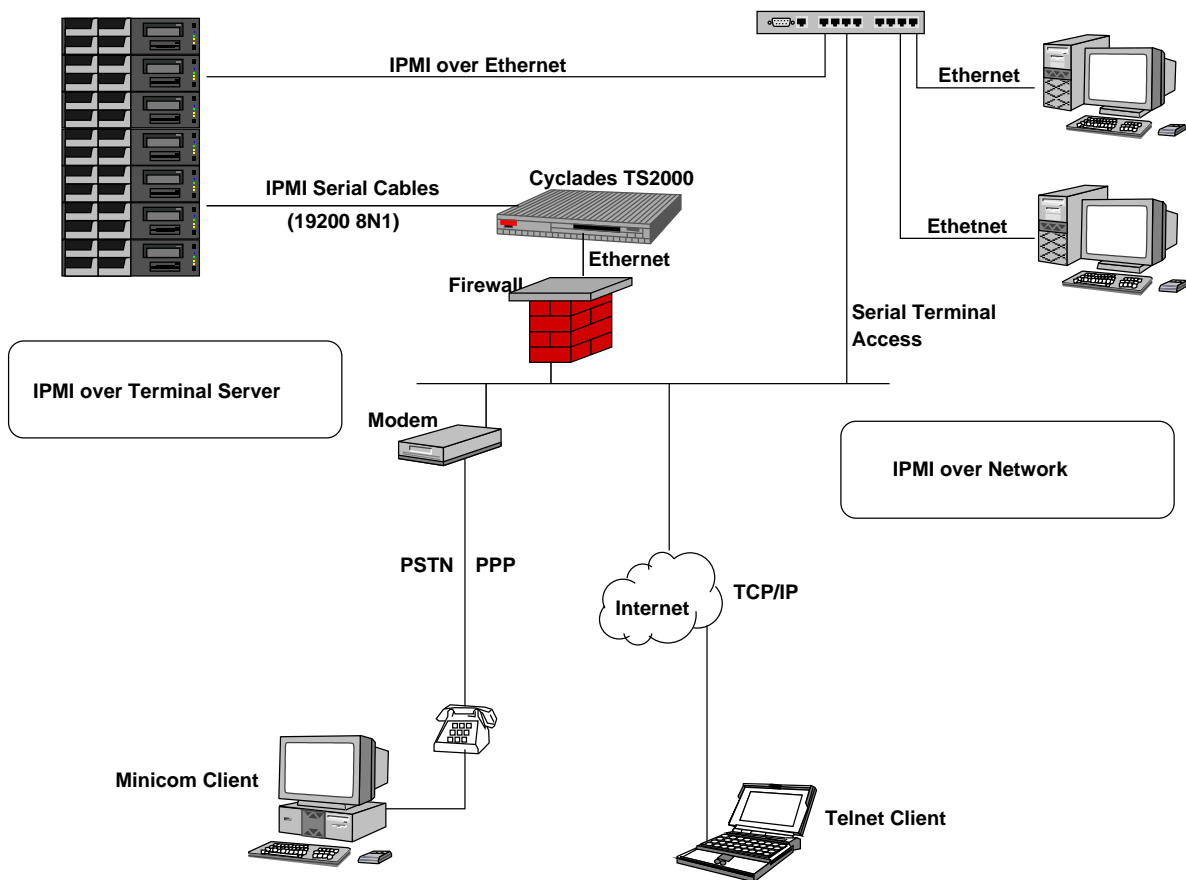 IPMI over Ethernet
Ethernet
IPMI Serial Cables
(19200 8N1)
Cyclades TS2000
Ethetnet
Ethernet
Firewall
Serial Terminal
Access
IPMI over Terminal Server
Modem
IPMI over Network
PSTN
PPP
Internet
TCP/IP
Minicom Client
Telnet Client